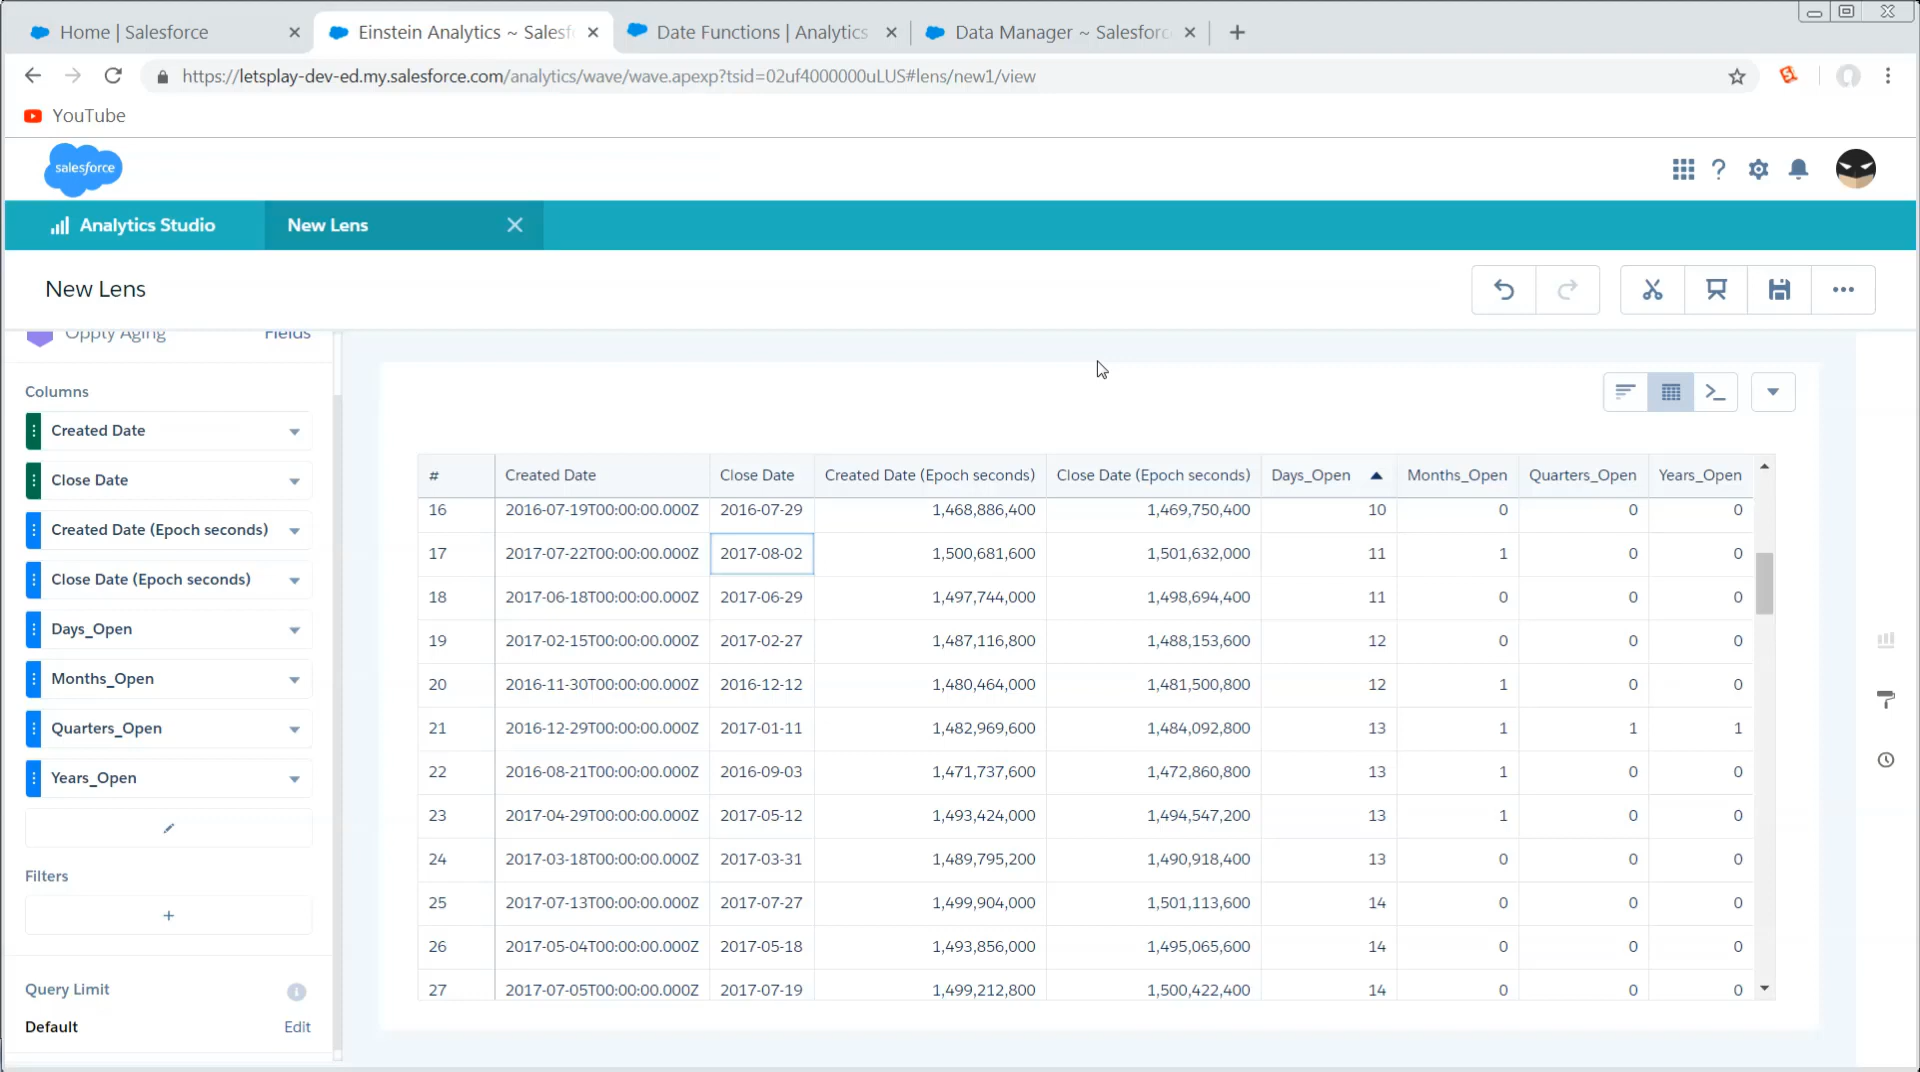 Home | Salesforce
Einstein Analytics ~ Salesf
Date Functions | Analytics
Data Manager ~ Salesforc
https://letsplay-dev-ed.my.salesforce.com/analytics/wave/wave.apexp?tsid=02uf4000000uLUS#lens/new1/view
YouTube
salesforce
Analytics Studio
New Lens
New Lens
Oppty Aging
Fields
Columns
Created Date
Close Date
Created Date (Epoch seconds)
Close Date (Epoch seconds)
Days_Open
Months_Open
Quarters_Open
Years_Open
Filters
Query Limit
Default
Edit
# Created Date Close Date Created Date (Epoch seconds) Close Date (Epoch seconds) Days_Open Months_Open Quarters_Open Years_Open
16 2016-07-19T00:00:00.000Z 2016-07-29 1,468,886,400 1,469,750,400 10 0 0 0
17 2017-07-22T00:00:00.000Z 2017-08-02 1,500,681,600 1,501,632,000 11 1 0 0
18 2017-06-18T00:00:00.000Z 2017-06-29 1,497,744,000 1,498,694,400 11 0 0 0
19 2017-02-15T00:00:00.000Z 2017-02-27 1,487,116,800 1,488,153,600 12 0 0 0
20 2016-11-30T00:00:00.000Z 2016-12-12 1,480,464,000 1,481,500,800 12 1 0 0
21 2016-12-29T00:00:00.000Z 2017-01-11 1,482,969,600 1,484,092,800 13 1 1 1
22 2016-08-21T00:00:00.000Z 2016-09-03 1,471,737,600 1,472,860,800 13 1 0 0
23 2017-04-29T00:00:00.000Z 2017-05-12 1,493,424,000 1,494,547,200 13 1 0 0
24 2017-03-18T00:00:00.000Z 2017-03-31 1,489,795,200 1,490,918,400 13 0 0 0
25 2017-07-13T00:00:00.000Z 2017-07-27 1,499,904,000 1,501,113,600 14 0 0 0
26 2017-05-04T00:00:00.000Z 2017-05-18 1,493,856,000 1,495,065,600 14 0 0 0
27 2017-07-05T00:00:00.000Z 2017-07-19 1,499,212,800 1,500,422,400 14 0 0 0